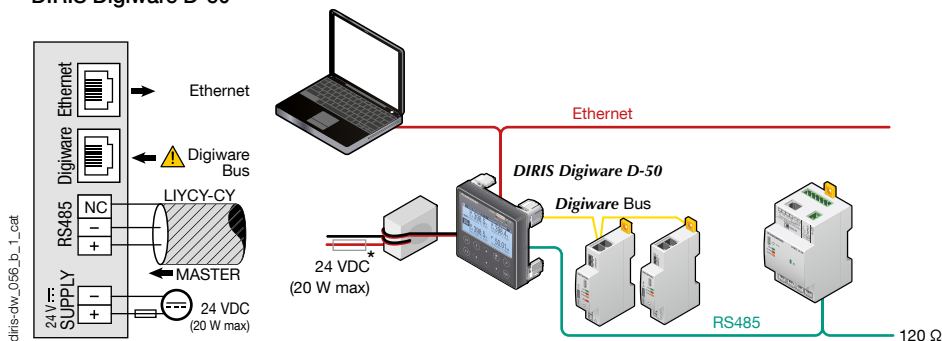 DIRIS Digiware D-50
Ethernet
Ethernet
Digiware
Digiware
Bus
RS485
NC
–
+
LIYCY-CY
MASTER
24 V
SUPPLY
–
+
24 VDC
(20 W max)
diris-dw_056_b_1_cat
Ethernet
DIRIS Digiware D-50
Digiware Bus
*
24 VDC
(20 W max)
RS485
120 Ω